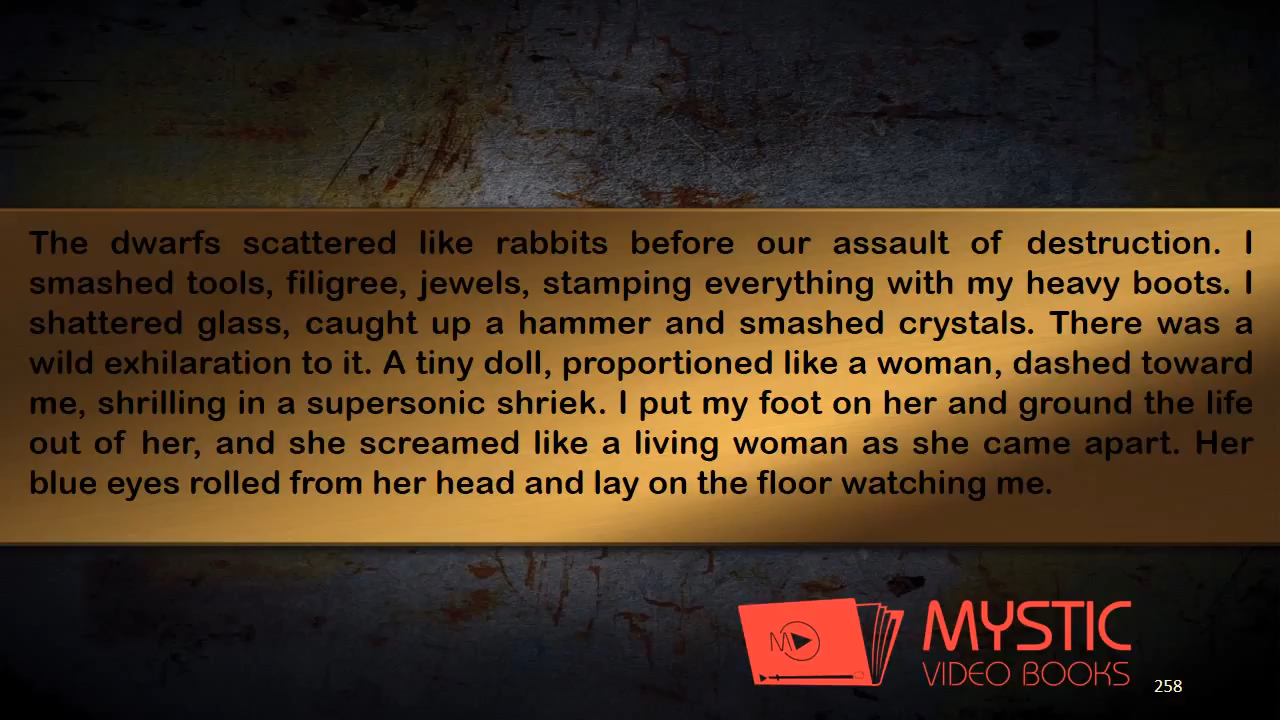 The dwarfs scattered like rabbits before our assault of destruction. I
smashed tools, filigree, jewels, stamping everything with my heavy boots. I
shattered glass, caught up a hammer and smashed crystals. There was a
wild exhilaration to it. A tiny doll, proportioned like a woman, dashed toward
me, shrilling in a supersonic shriek. I put my foot on her and ground the life
out of her, and she screamed like a living woman as she came apart. Her
blue eyes rolled from her head and lay on the floor watching me.
M
MYSTIC
VIDEO BOOKS
258